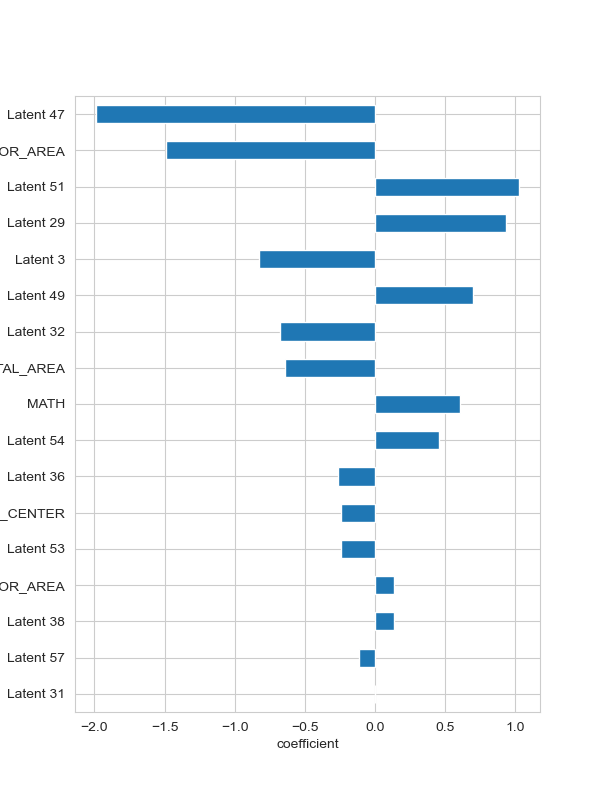 Latent 47
OR_AREA
Latent 51
Latent 29
Latent 3
Latent 49
Latent 32
TAL_AREA
MATH
Latent 54
Latent 36
_CENTER
Latent 53
OR_AREA
Latent 38
Latent 57
Latent 31
−2.0 −1.5 −1.0 −0.5 0.0 0.5 1.0
coefficient